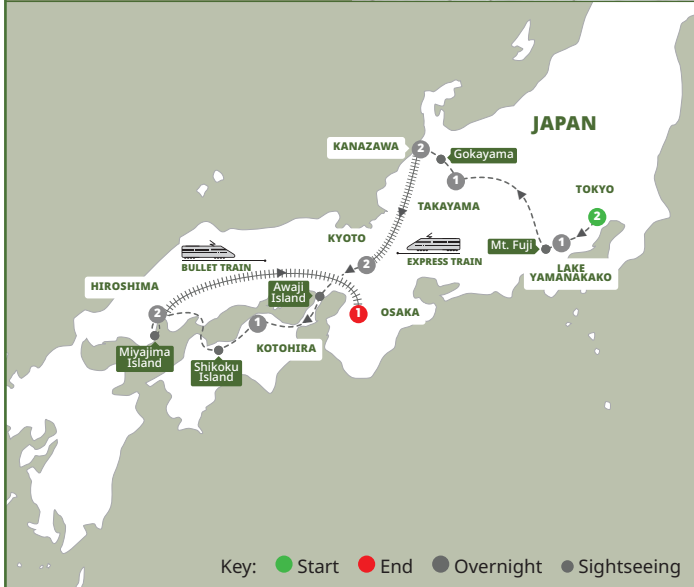 JAPAN
KANAZAWA
2
Gokayama
1
TAKAYAMA
TOKYO
2
1
Mt. Fuji
LAKE
YAMANAKAKO
KYOTO
2
EXPRESS TRAIN
BULLET TRAIN
HIROSHIMA
2
Awaji
Island
1
OSAKA
1
KOTOHIRA
Miyajima
Island
Shikoku
Island
Key: Start End Overnight Sightseeing